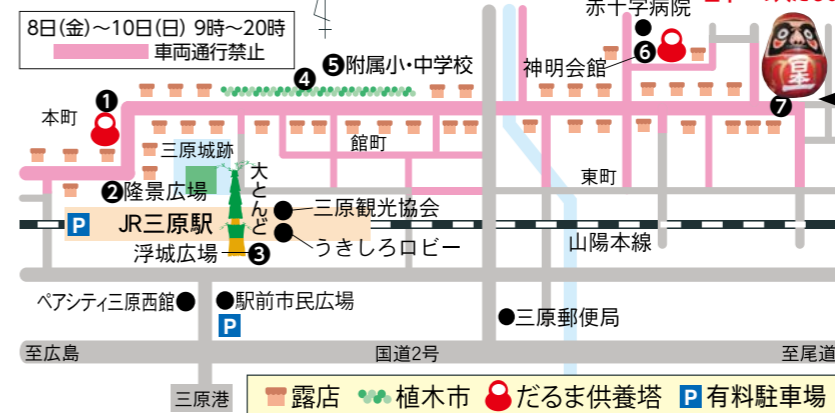 赤十字病院
8日(金)～10日(日) 9時～20時
車両通行禁止
❺附属小・中学校
❹
❻
神明会館
日本一
❼
❶
本町
館町
三原城跡
大とんど
東町
❷隆景広場
三原観光協会
P
JR三原駅
うきしろロビー
山陽本線
浮城広場
❸
ペアシティ三原西館
駅前市民広場
P
三原郵便局
至広島
国道2号
至尾道
三原港
露店
植木市
だるま供養塔
P有料駐車場